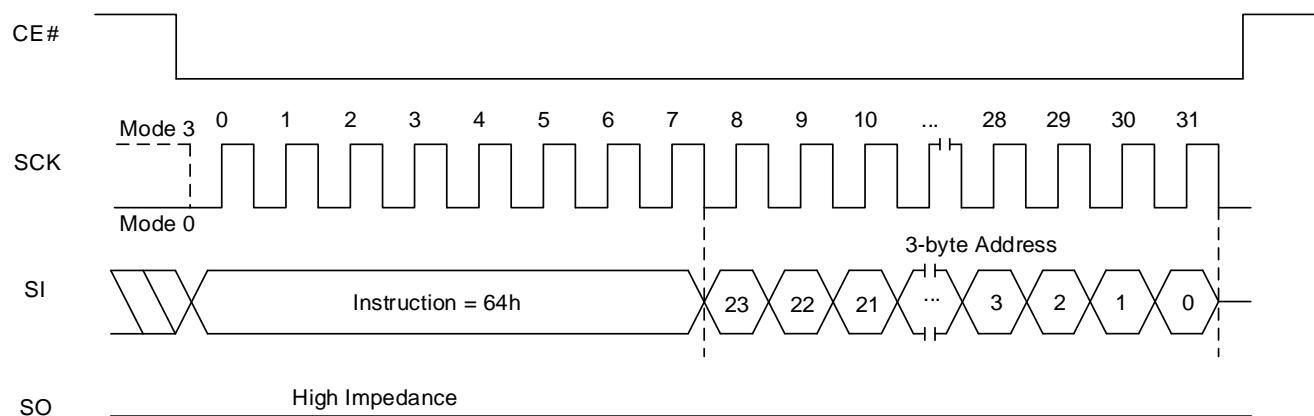 CE#
Mode 3
0 1 2 3 4 5 6 7 8 9 10 ... 28 29 30 31
SCK
Mode 0
3-byte Address
SI
Instruction = 64h
23 22 21 ... 3 2 1 0
High Impedance
SO